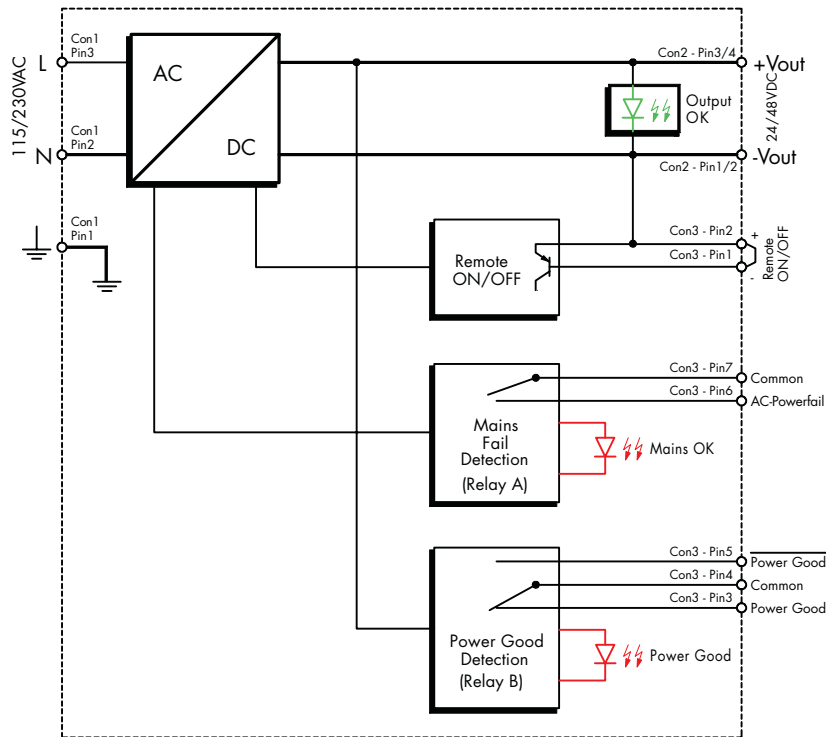 115/230VAC
L
Con1
Pin3
N
Con1
Pin2
Con1
Pin1
AC
DC
Con2 - Pin3/4
+Vout
Output
OK
24/48VDC
-Vout
Con2 - Pin1/2
Remote
ON/OFF
Con3 - Pin2
+
Con3 - Pin1
-
Remote
ON/OFF
Mains
Fail
Detection
(Relay A)
Con3 - Pin7
Common
Con3 - Pin6
AC-Powerfail
Mains OK
Power Good
Detection
(Relay B)
Con3 - Pin5
Power Good
Con3 - Pin4
Common
Con3 - Pin3
Power Good
Power Good